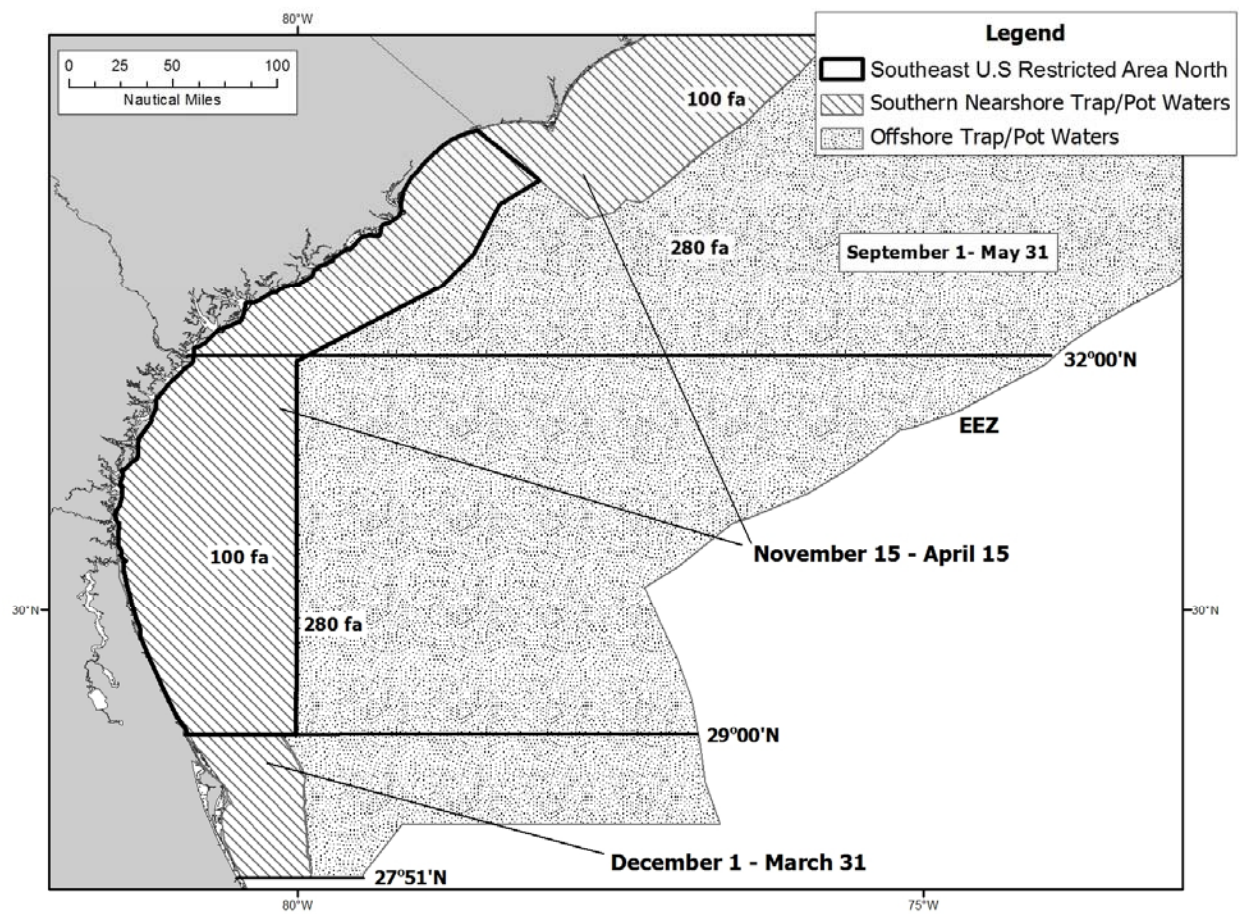 80°W
0 25 50 100
Nautical Miles
Legend
Southeast U.S Restricted Area North
Southern Nearshore Trap/Pot Waters
Offshore Trap/Pot Waters
100 fa
280 fa
September 1- May 31
32°00'N
EEZ
November 15 - April 15
100 fa
30°N
280 fa
30°N
29°00'N
December 1 - March 31
27°51'N
80°W
75°W